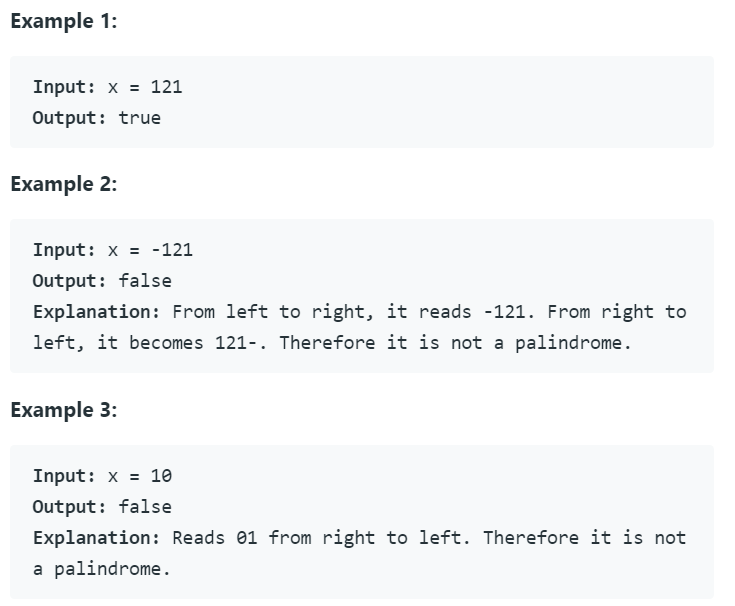 Example 1:
Input: x = 121
Output: true
Example 2:
Input: x = -121
Output: false
Explanation: From left to right, it reads -121. From right to
left, it becomes 121-. Therefore it is not a palindrome.
Example 3:
Input: x = 10
Output: false
Explanation: Reads 01 from right to left. Therefore it is not
a palindrome.